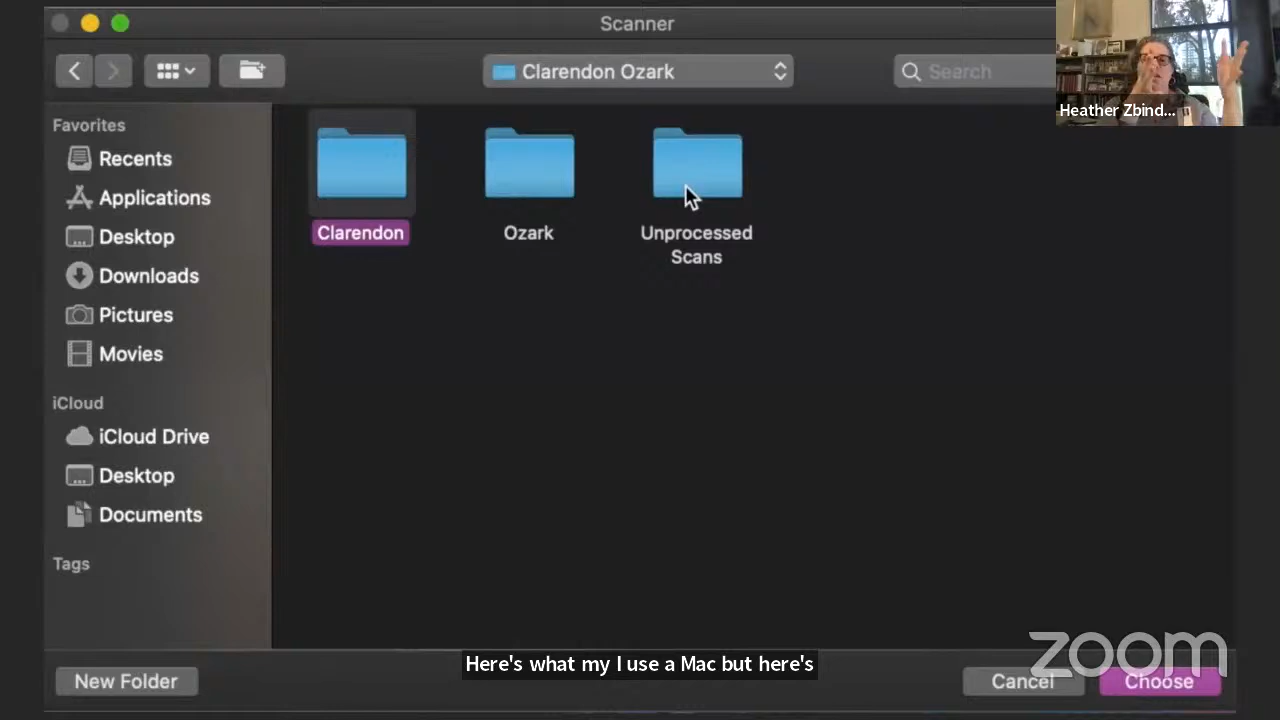 Scanner
Clarendon Ozark
Search
Heather Zbind...
Favorites
Recents
Applications
Desktop
Downloads
Pictures
Movies
iCloud
iCloud Drive
Desktop
Documents
Tags
Clarendon
Ozark
Unprocessed
Scans
Here's what my I use a Mac but here's
zoom
New Folder
Cancel
Choose